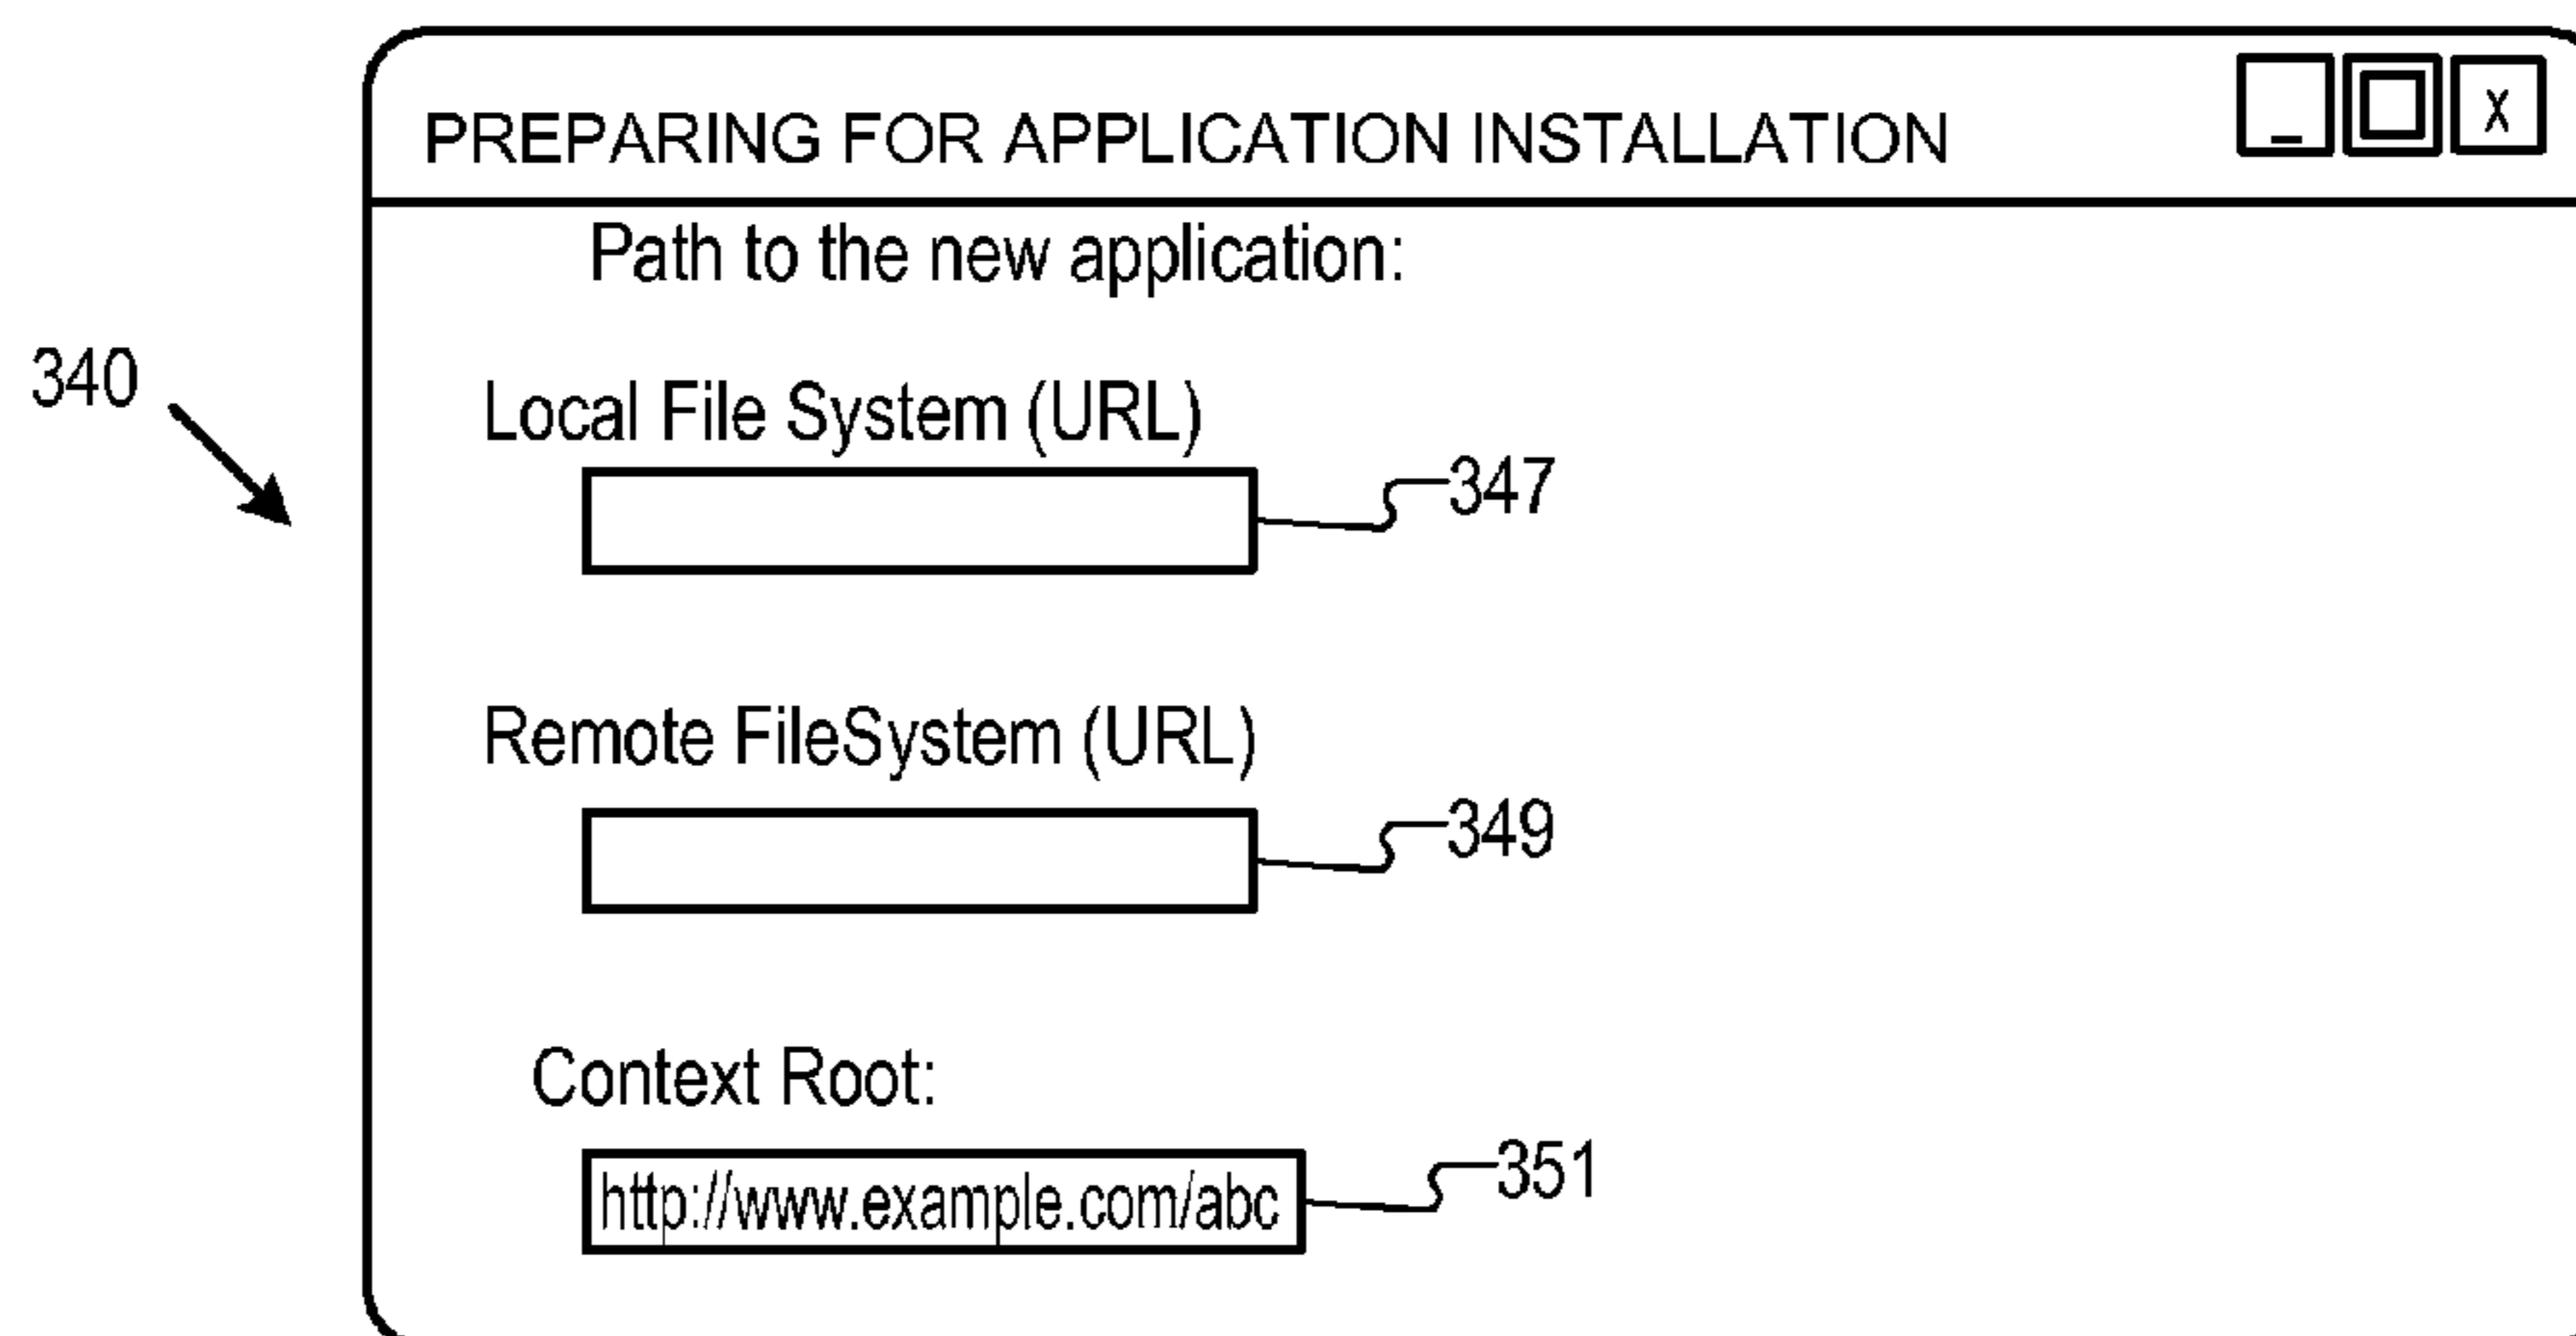 PREPARING FOR APPLICATION INSTALLATION
_ X
Path to the new application:
340
Local File System (URL)
347
Remote FileSystem (URL)
349
Context Root:
http://www.example.com/abc
351